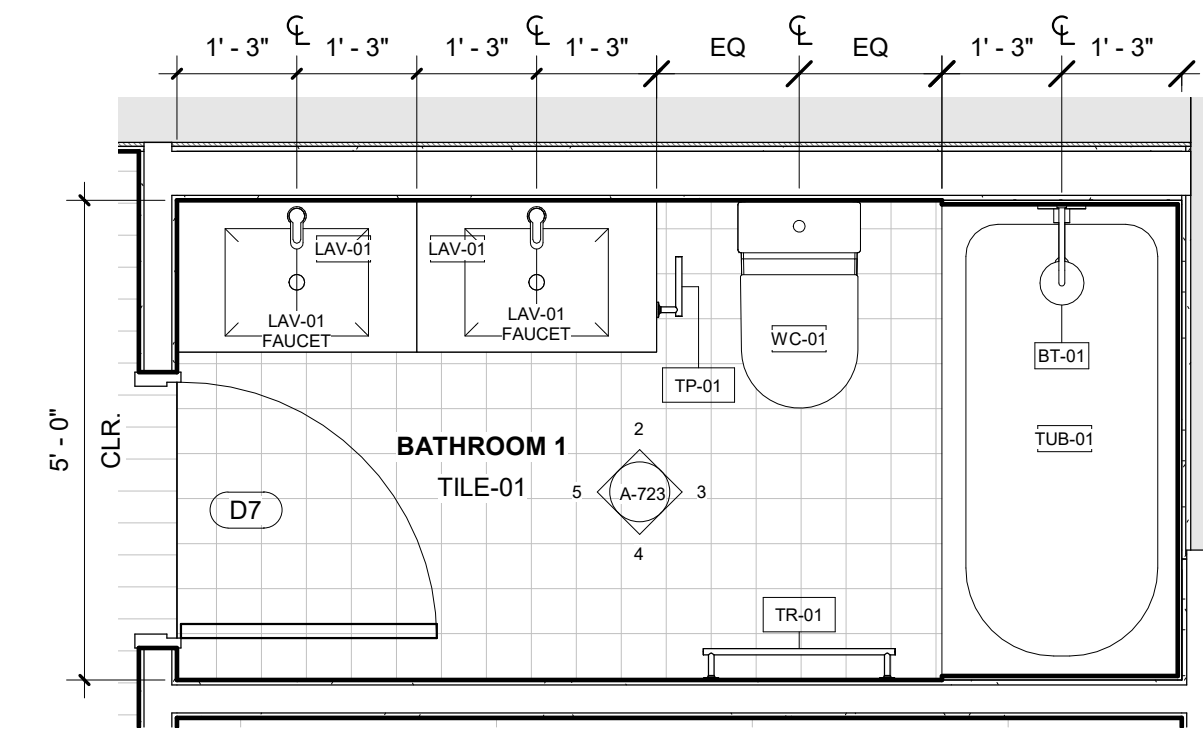 1' - 3" ℄ 1' - 3" 1' - 3" ℄ 1' - 3" EQ ℄ EQ 1' - 3" ℄ 1' - 3"
LAV-01 LAV-01
LAV-01
FAUCET
LAV-01
FAUCET
WC-01
BT-01
TP-01
5' - 0"
CLR.
BATHROOM 1
TILE-01
TUB-01
2
5 A-723 3
4
D7
TR-01